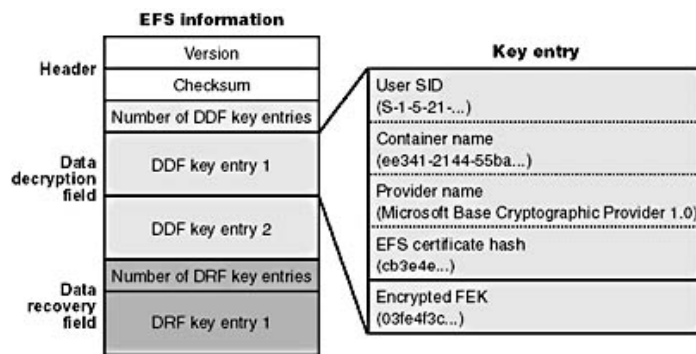 EFS information
Header
Version
Checksum
Number of DDF key entries
Data
decryption
field
DDF key entry 1
DDF key entry 2
Data
recovery
field
Number of DRF key entries
DRF key entry 1
Key entry
User SID
(S-1-5-21-...)
Container name
(ee341-2144-55ba...)
Provider name
(Microsoft Base Cryptographic Provider 1.0)
EFS certificate hash
(cb3e4e...)
Encrypted FEK
(03fe4f3c...)